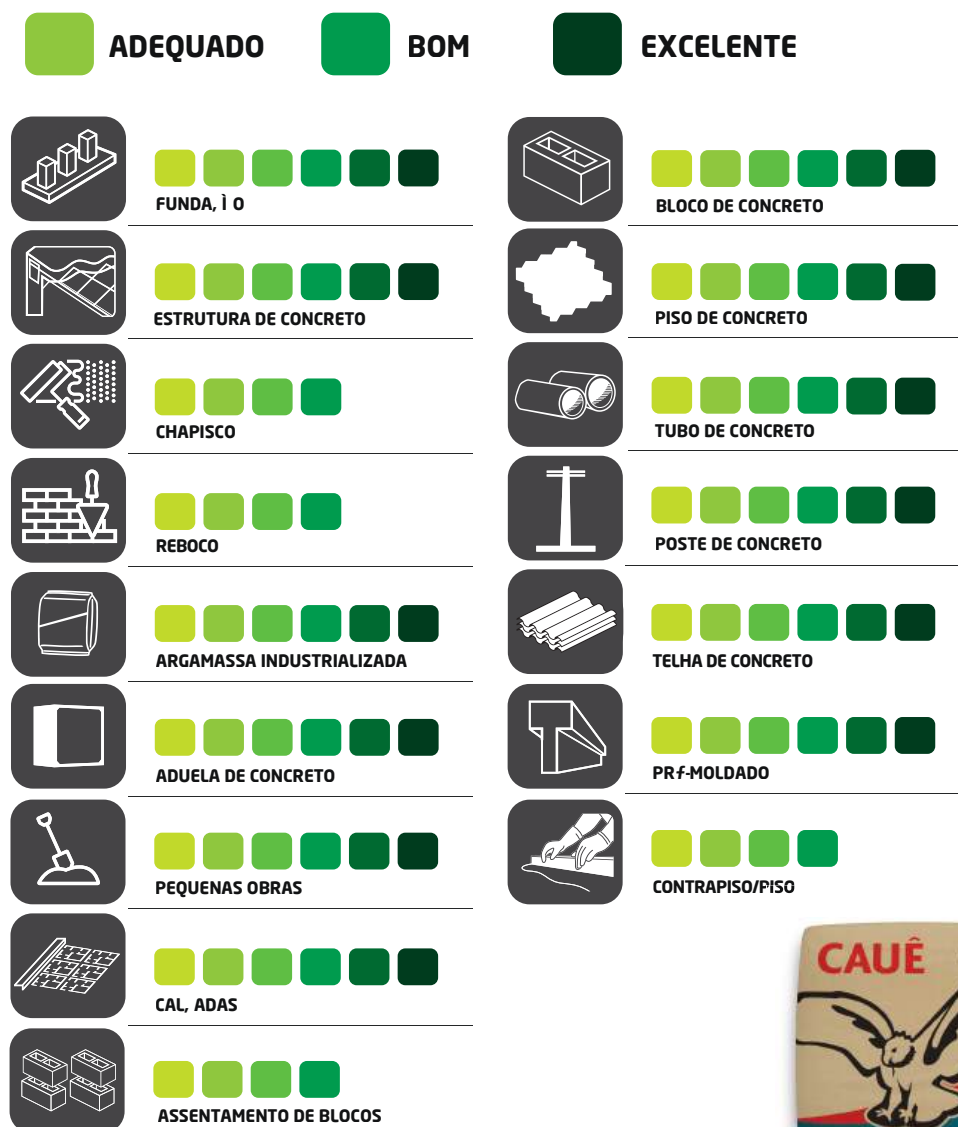 ADEQUADO
BOM
EXCELENTE
FUNDA, Ì O
ESTRUTURA DE CONCRETO
CHAPISCO
REBOCO
ARGAMASSA INDUSTRIALIZADA
ADUELA DE CONCRETO
PEQUENAS OBRAS
CAL, ADAS
ASSENTAMENTO DE BLOCOS
BLOCO DE CONCRETO
PISO DE CONCRETO
TUBO DE CONCRETO
POSTE DE CONCRETO
TELHA DE CONCRETO
PRƒ-MOLDADO
CONTRAPISO/PISO
CAUÊ